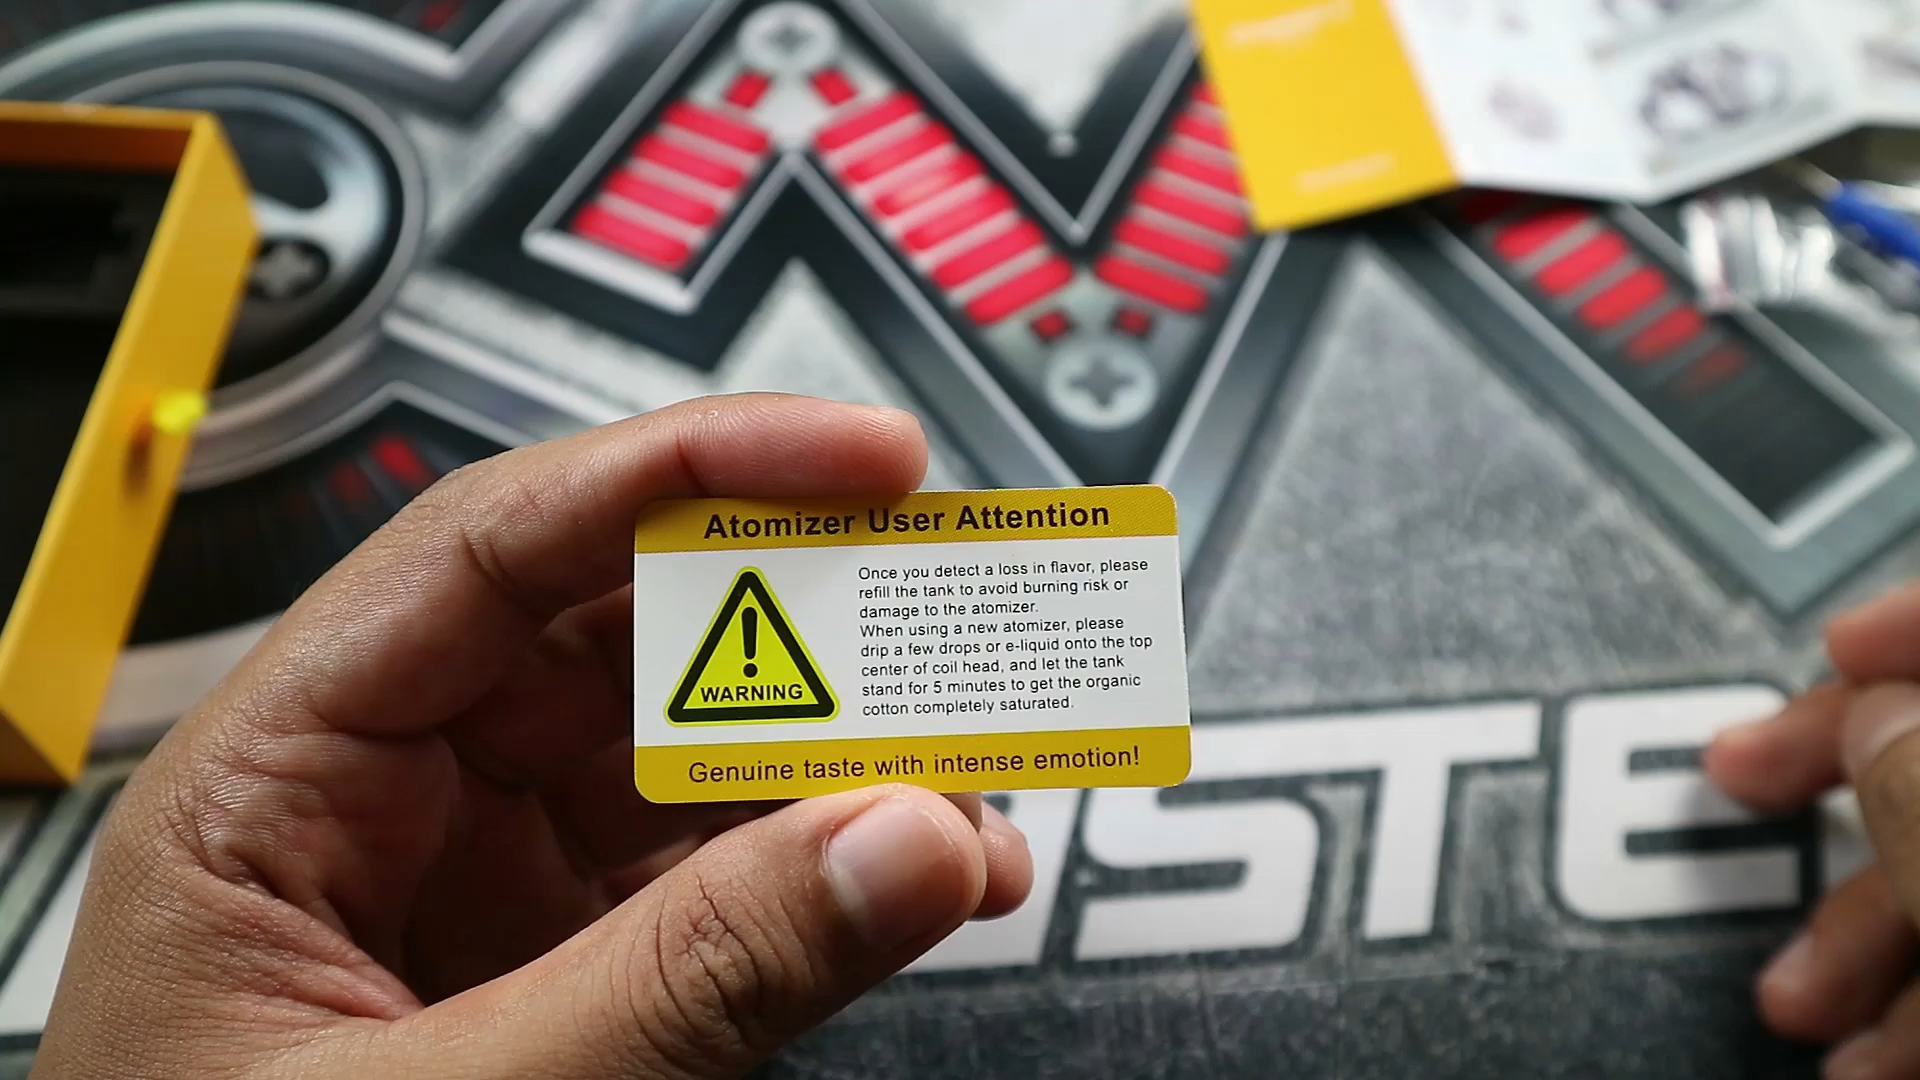 Atomizer User Attention
WARNING
Once you detect a loss in flavor, please
refill the tank to avoid burning risk or
damage to the atomizer.
When using a new atomizer, please
drip a few drops or e-liquid onto the top
center of coil head, and let the tank
stand for 5 minutes to get the organic
cotton completely saturated.
Genuine taste with intense emotion!
STE